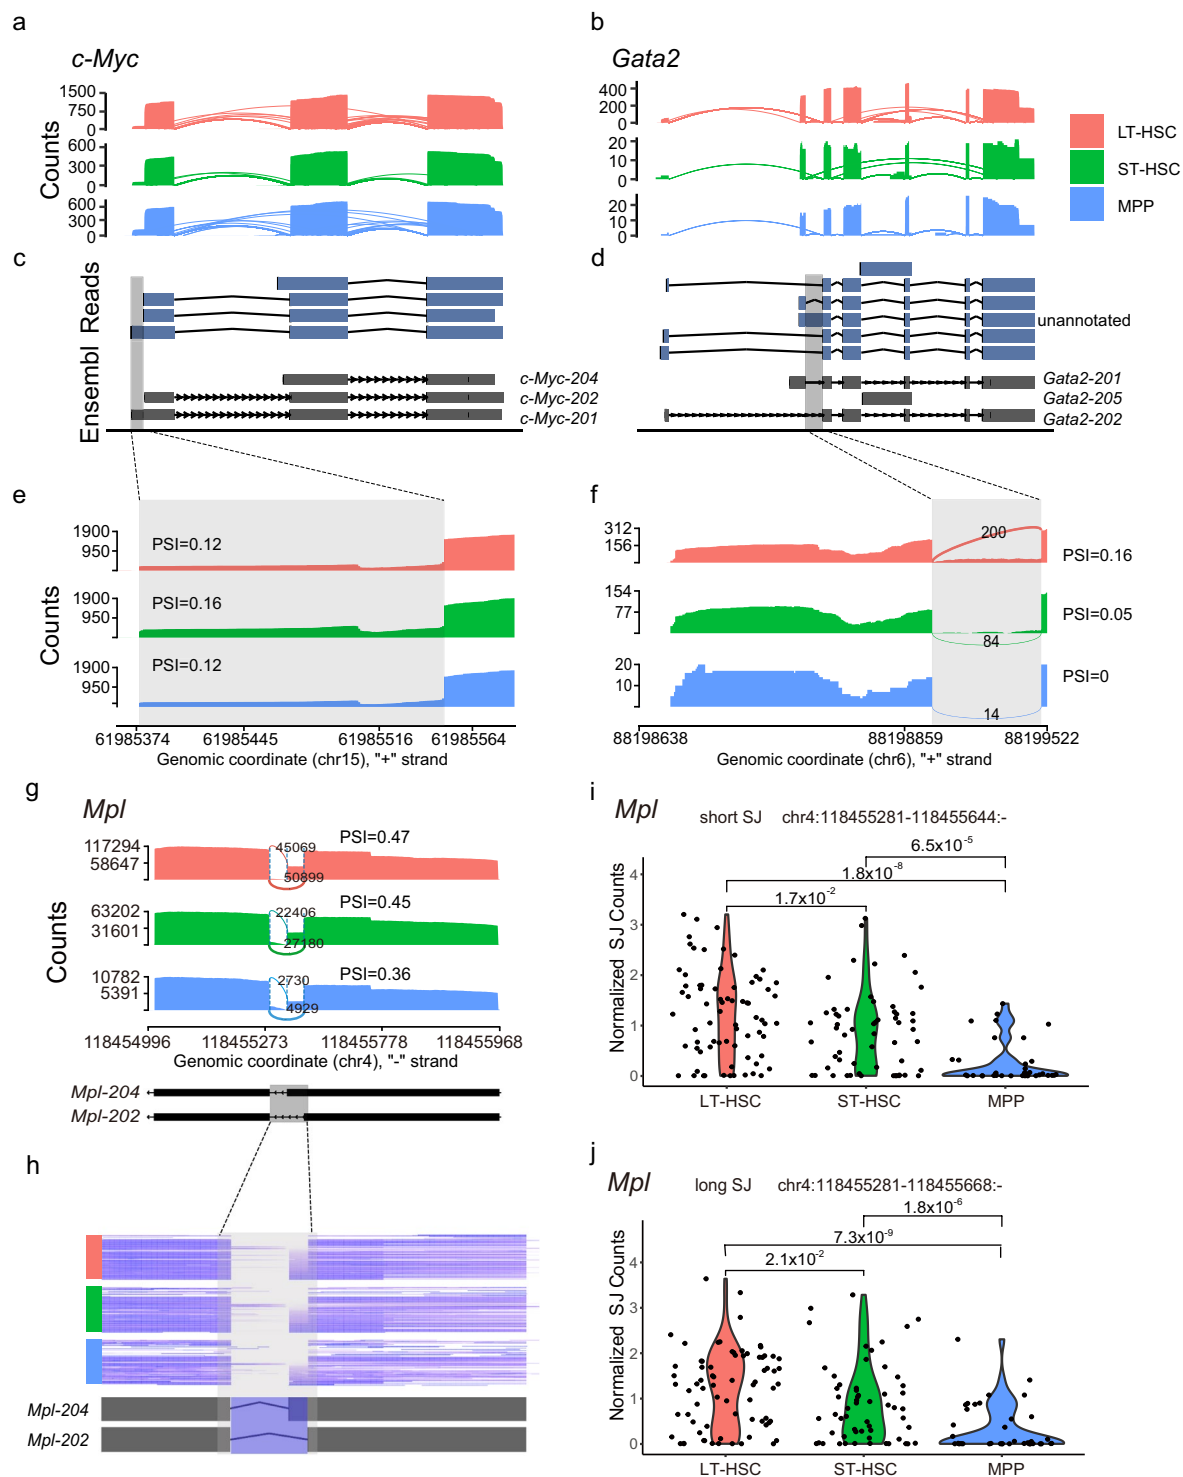 a
c-Myc
1500
750
0
600
300
0
600
300
0
Counts
b
Gata2
400
200
0
20
10
0
20
10
0
LT-HSC
ST-HSC
MPP
c
Reads
Ensembl
c-Myc-204
c-Myc-202
c-Myc-201
d
unannotated
Gata2-201
Gata2-205
Gata2-202
e
Counts
1900
950
PSI=0.12
1900
950
PSI=0.16
1900
950
PSI=0.12
61985374 61985445 61985516 61985564
Genomic coordinate (chr15), "+" strand
f
312
156
200
PSI=0.16
154
77
84
PSI=0.05
20
10
14
PSI=0
88198638 88198859 88199522
Genomic coordinate (chr6), "+" strand
g
Mpl
Counts
117294
58647
PSI=0.47
45069
50899
63202
31601
PSI=0.45
22406
27180
10782
5391
PSI=0.36
2730
4929
118454996 118455273 118455778 118455968
Genomic coordinate (chr4), "-" strand
Mpl-204
Mpl-202
h
Mpl-204
Mpl-202
i
Mpl
short SJ chr4:118455281-118455644:-
6.5x10⁻⁵
1.8x10⁻⁸
1.7x10⁻²
Normalized SJ Counts
4
3
2
1
0
LT-HSC ST-HSC MPP
j
Mpl
long SJ chr4:118455281-118455668:-
1.8x10⁻⁶
7.3x10⁻⁹
2.1x10⁻²
Normalized SJ Counts
4
3
2
1
0
LT-HSC ST-HSC MPP